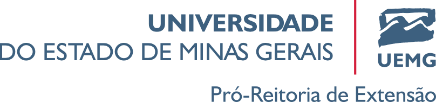 UNIVERSIDADE
DO ESTADO DE MINAS GERAIS
UEMG
Pró-Reitoria de Extensão